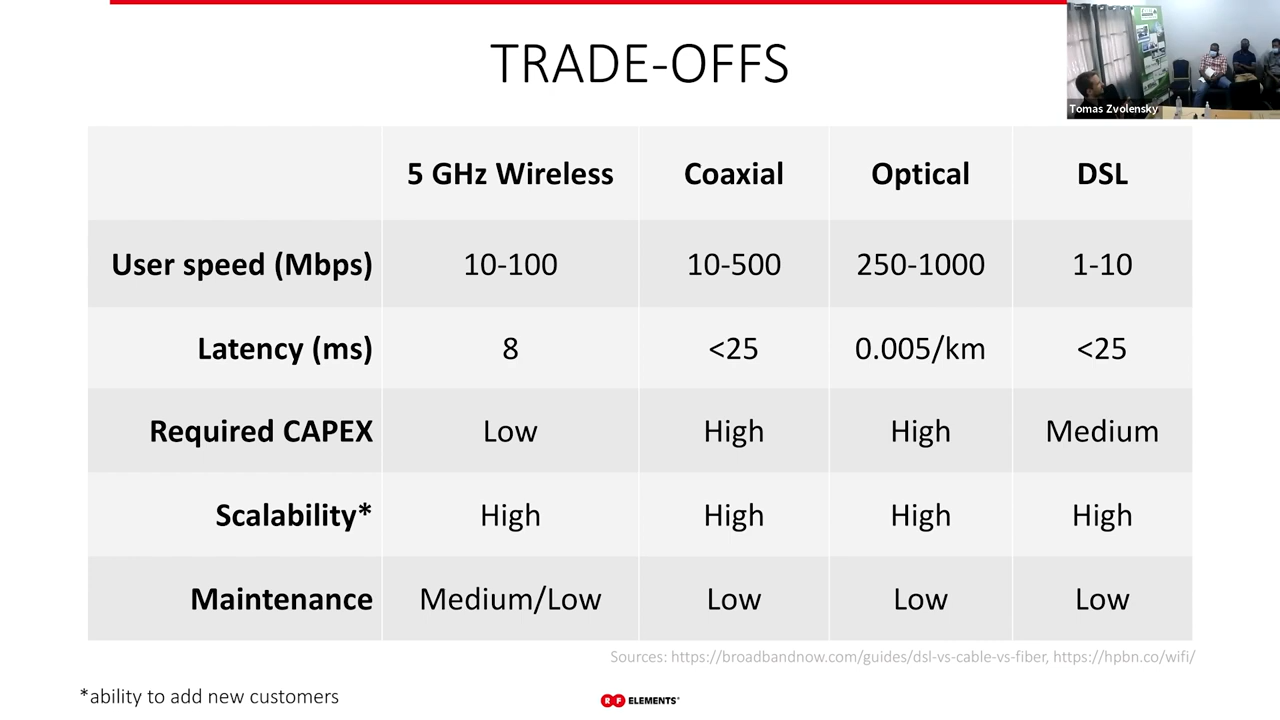 TRADE-OFFS
Tomas Zvolensky
5 GHz Wireless Coaxial Optical DSL
User speed (Mbps) 10-100 10-500 250-1000 1-10
Latency (ms) 8 <25 0.005/km <25
Required CAPEX Low High High Medium
Scalability* High High High High
Maintenance Medium/Low Low Low Low
Sources: https://broadbandnow.com/guides/dsl-vs-cable-vs-fiber, https://hpbn.co/wifi/
*ability to add new customers
RF ELEMENTS